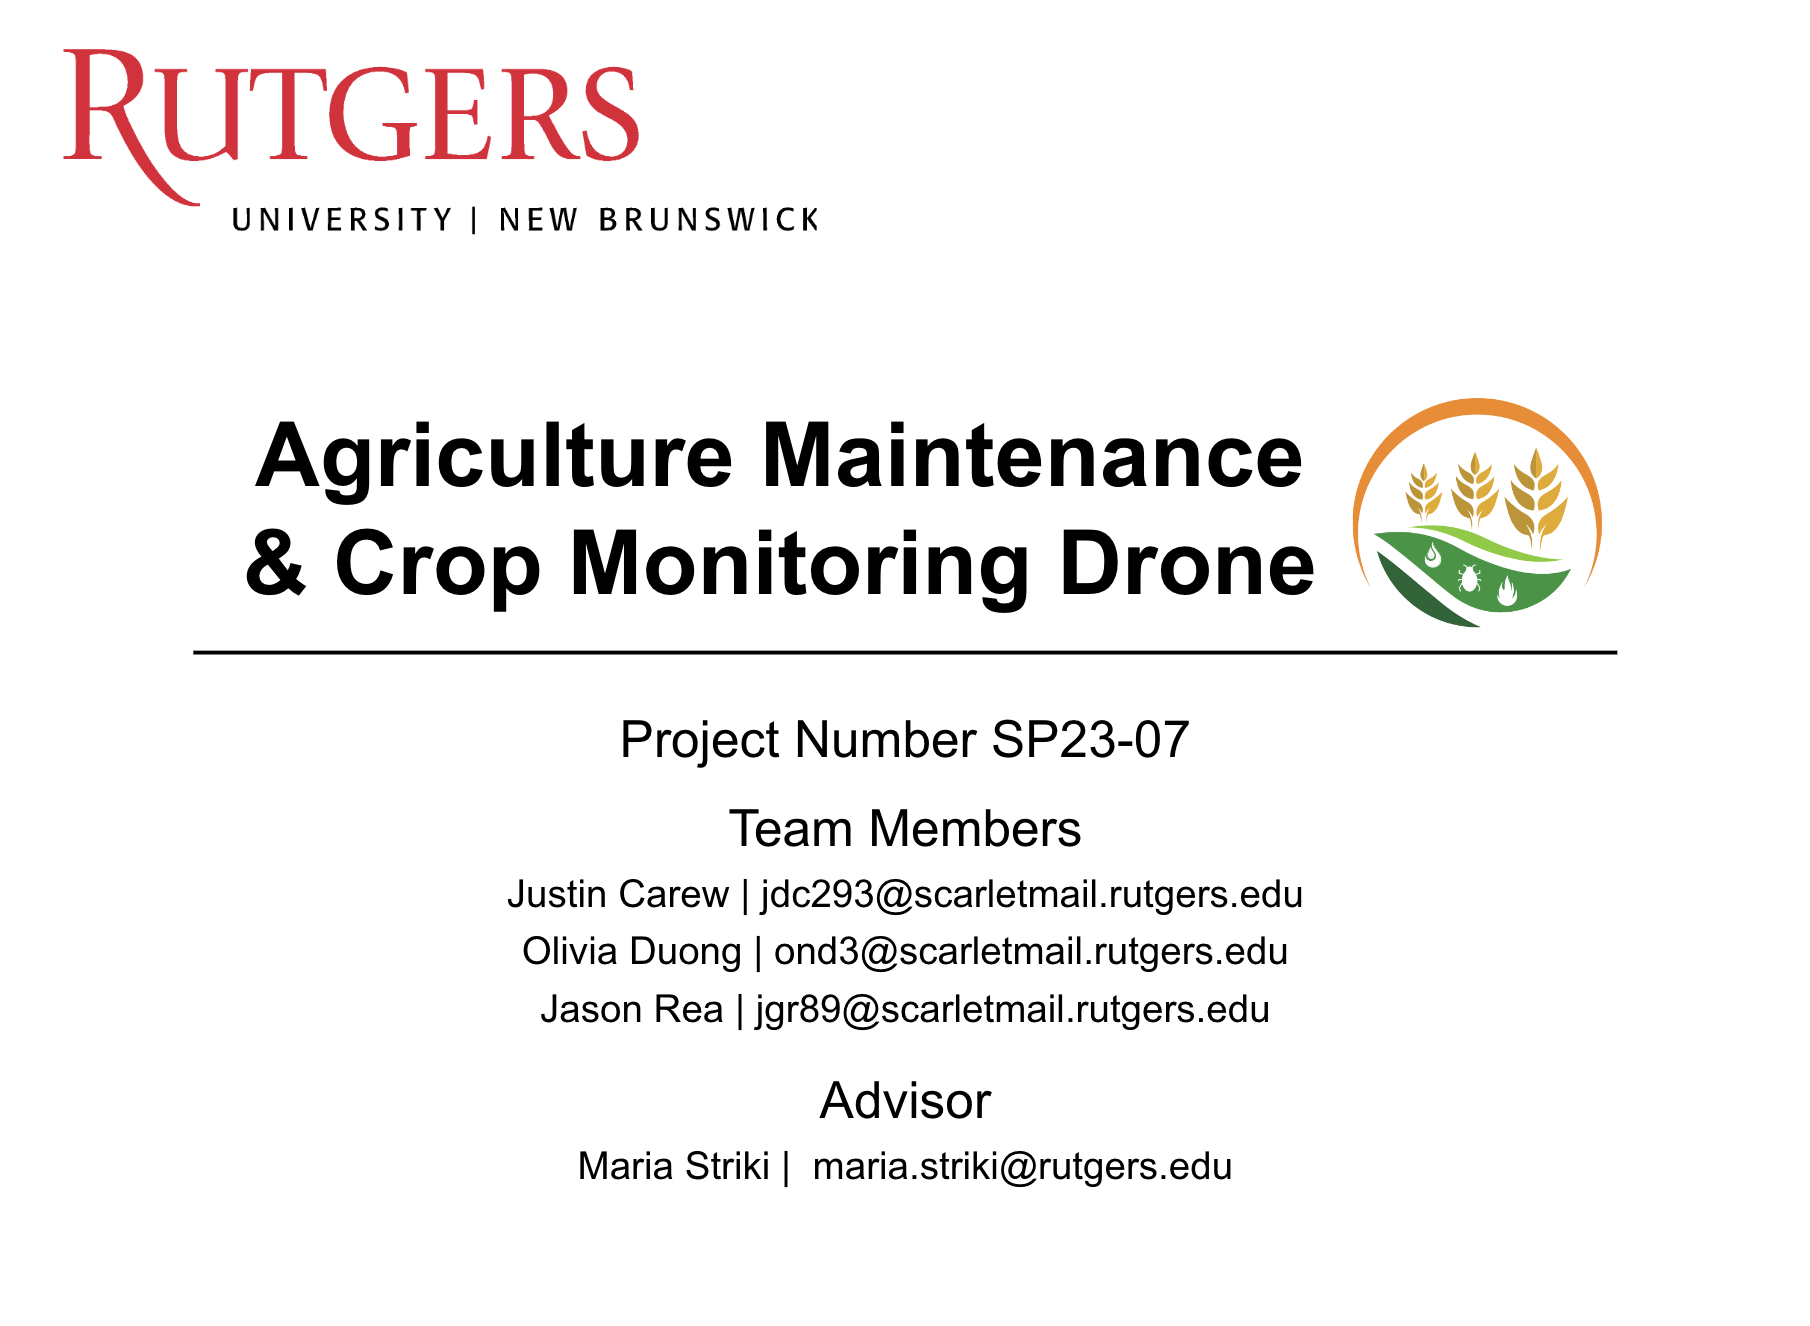 RUTGERS
UNIVERSITY | NEW BRUNSWICK
Agriculture Maintenance
& Crop Monitoring Drone
Project Number SP23-07
Team Members
Justin Carew | jdc293@scarletmail.rutgers.edu
Olivia Duong | ond3@scarletmail.rutgers.edu
Jason Rea | jgr89@scarletmail.rutgers.edu
Advisor
Maria Striki |  maria.striki@rutgers.edu